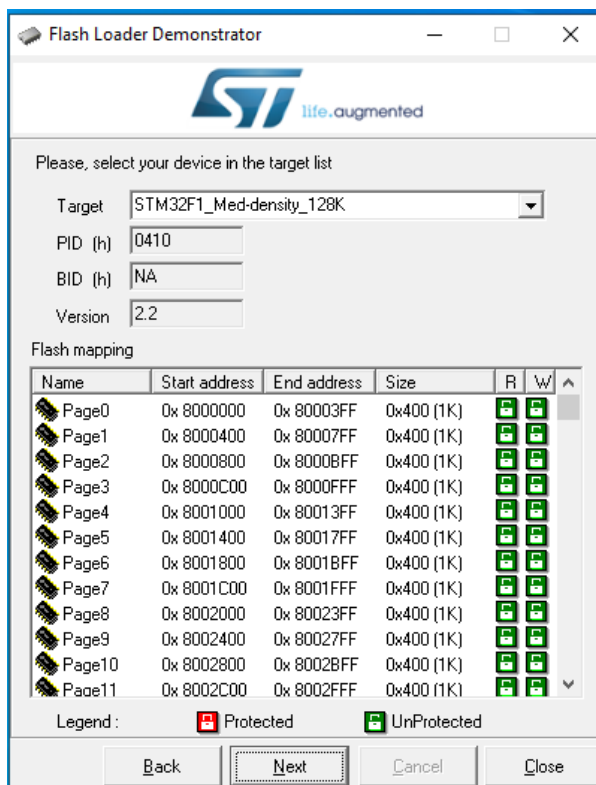 Flash Loader Demonstrator
ST life.augmented
Please, select your device in the target list
Target STM32F1_Med-density_128K
PID (h) 0410
BID (h) NA
Version 2.2
Flash mapping
Name Start address End address Size R W
Page0 0x 8000000 0x 80003FF 0x400 (1K)
Page1 0x 8000400 0x 80007FF 0x400 (1K)
Page2 0x 8000800 0x 8000BFF 0x400 (1K)
Page3 0x 8000C00 0x 8000FFF 0x400 (1K)
Page4 0x 8001000 0x 80013FF 0x400 (1K)
Page5 0x 8001400 0x 80017FF 0x400 (1K)
Page6 0x 8001800 0x 8001BFF 0x400 (1K)
Page7 0x 8001C00 0x 8001FFF 0x400 (1K)
Page8 0x 8002000 0x 80023FF 0x400 (1K)
Page9 0x 8002400 0x 80027FF 0x400 (1K)
Page10 0x 8002800 0x 8002BFF 0x400 (1K)
Page11 0x 8002C00 0x 8002FFF 0x400 (1K)
Legend : Protected UnProtected
Back Next Cancel Close